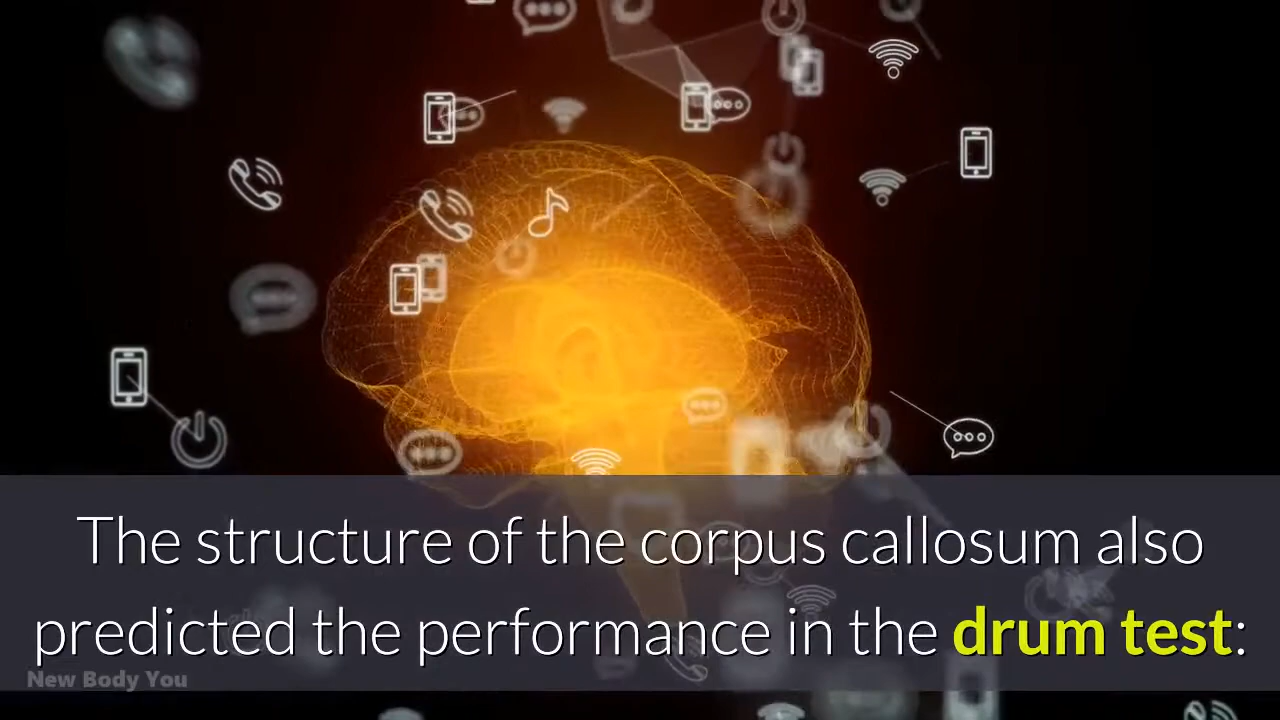 The structure of the corpus callosum also
predicted the performance in the drum test:
New Body You